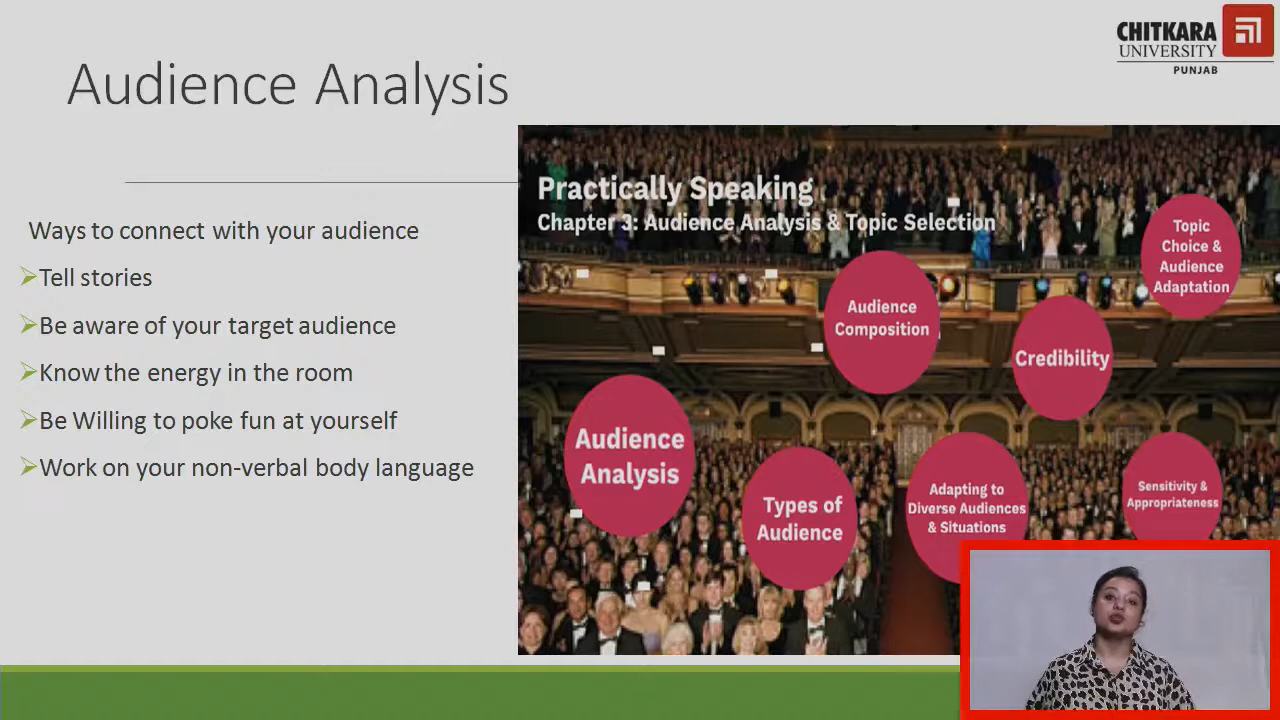 CHITKARA
UNIVERSITY
PUNJAB
Audience Analysis
Ways to connect with your audience
Tell stories
Be aware of your target audience
Know the energy in the room
Be Willing to poke fun at yourself
Work on your non-verbal body language
Practically Speaking
Chapter 3: Audience Analysis & Topic Selection
Topic
Choice &
Audience
Adaptation
Audience
Composition
Credibility
Audience
Analysis
Types of
Audience
Adapting to
Diverse Audiences
& Situations
Sensitivity &
Appropriateness